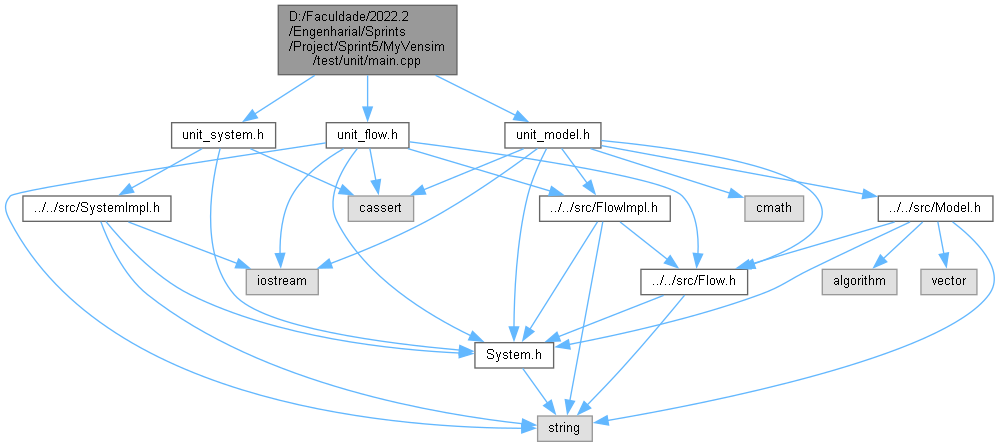 D:/Faculdade/2022.2
/Engenharial/Sprints
/Project/Sprint5/MyVensim
/test/unit/main.cpp
unit_system.h
unit_flow.h
unit_model.h
../../src/SystemImpl.h
cassert
../../src/FlowImpl.h
cmath
../../src/Model.h
iostream
../../src/Flow.h
algorithm
vector
System.h
string